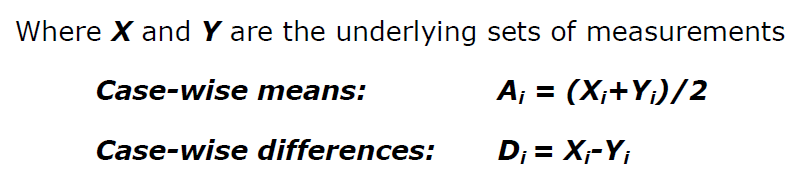 Where X and Y are the underlying sets of measurements
Case-wise means: Aᵢ = (Xᵢ+Yᵢ)/2
Case-wise differences: Dᵢ = Xᵢ-Yᵢ